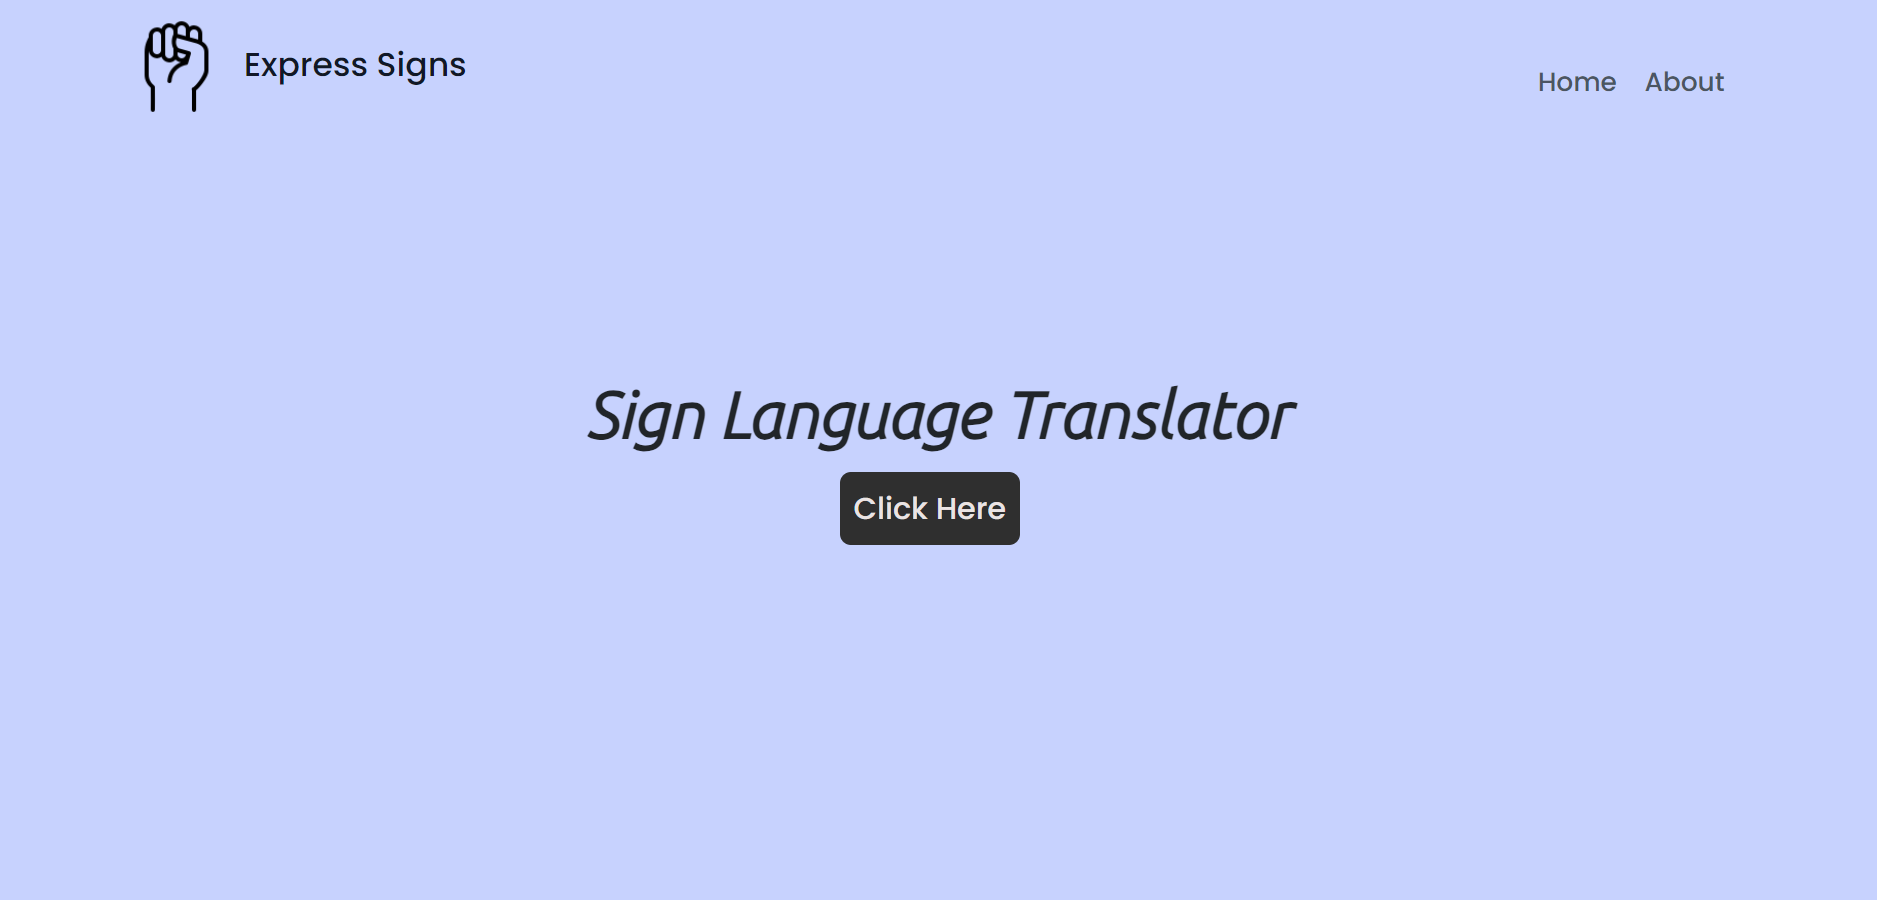 Express Signs
Home About
Sign Language Translator
Click Here